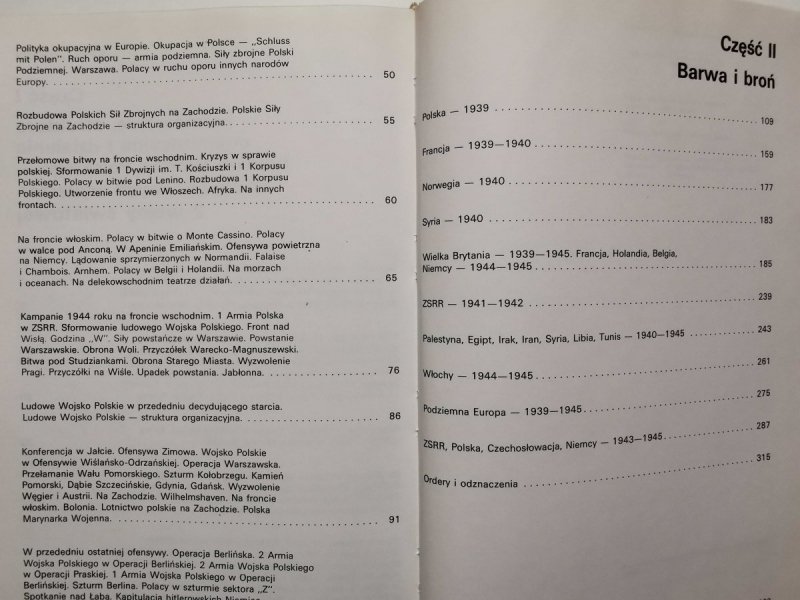 Polityka okupacyjna w Europie. Okupacja w Polsce — „Schluss
mit Polen”. Ruch oporu — armia podziemna. Siły zbrojne Polski
Podziemnej. Warszawa. Polacy w ruchu oporu innych narodów
Europy. 50
Rozbudowa Polskich Sił Zbrojnych na Zachodzie. Polskie Siły
Zbrojne na Zachodzie — struktura organizacyjna. 55
Przełomowe bitwy na froncie wschodnim. Kryzys w sprawie
polskiej. Sformowanie 1 Dywizji im. T. Kościuszki i 1 Korpusu
Polskiego. Polacy w bitwie pod Lenino. Rozbudowa 1 Korpusu
Polskiego. Utworzenie frontu we Włoszech. Afryka. Na innych
frontach. 60
Na froncie włoskim. Polacy w bitwie o Monte Cassino. Polacy
w walce pod Anconą. W Apeninie Emiliańskim. Ofensywa powietrzna
na Niemcy. Lądowanie sprzymierzonych w Normandii. Falaise
i Chambois. Arnhem. Polacy w Belgii i Holandii. Na morzach
i oceanach. Na delekowschodnim teatrze działań. 65
Kampanie 1944 roku na froncie wschodnim. 1 Armia Polska
w ZSRR. Sformowanie ludowego Wojska Polskiego. Front nad
Wisłą. Godzina „W”. Siły powstańcze w Warszawie. Powstanie
Warszawskie. Obrona Woli. Przyczółek Warecko-Magnuszewski.
Bitwa pod Studziankami. Obrona Starego Miasta. Wyzwolenie
Pragi. Przyczółki na Wiśle. Upadek powstania. Jabłonna. 76
Ludowe Wojsko Polskie w przededniu decydującego starcia.
Ludowe Wojsko Polskie — struktura organizacyjna. 86
Konferencja w Jałcie. Ofensywa Zimowa. Wojsko Polskie
w Ofensywie Wiślańsko-Odrzańskiej. Operacja Warszawska.
Przełamanie Wału Pomorskiego. Szturm Kołobrzegu. Kamień
Pomorski, Dąbie Szczecińskie, Gdynia, Gdańsk. Wyzwolenie
Węgier i Austrii. Na Zachodzie. Wilhelmshaven. Na froncie
włoskim. Bolonia. Lotnictwo polskie na Zachodzie. Polska
Marynarka Wojenna. 91
W przededniu ostatniej ofensywy. Operacja Berlińska. 2 Armia
Wojska Polskiego w Operacji Berlińskiej. 2 Armia Wojska Polskiego
w Operacji Praskiej. 1 Armia Wojska Polskiego w Operacji
Berlińskiej. Szturm Berlina. Polacy w szturmie sektora „Z”.
Spotkanie nad Łabą. Kapitulacja hitlerowskich Niemiec
Część II
Barwa i broń
Polska — 1939 109
Francja — 1939—1940 159
Norwegia — 1940 177
Syria — 1940 183
Wielka Brytania — 1939—1945. Francja, Holandia, Belgia,
Niemcy — 1944—1945 185
ZSRR — 1941—1942 239
Palestyna, Egipt, Irak, Iran, Syria, Libia, Tunis — 1940—1945 243
Włochy — 1944—1945 261
Podziemna Europa — 1939—1945 275
ZSRR, Polska, Czechosłowacja, Niemcy — 1943—1945 287
Ordery i odznaczenia 315